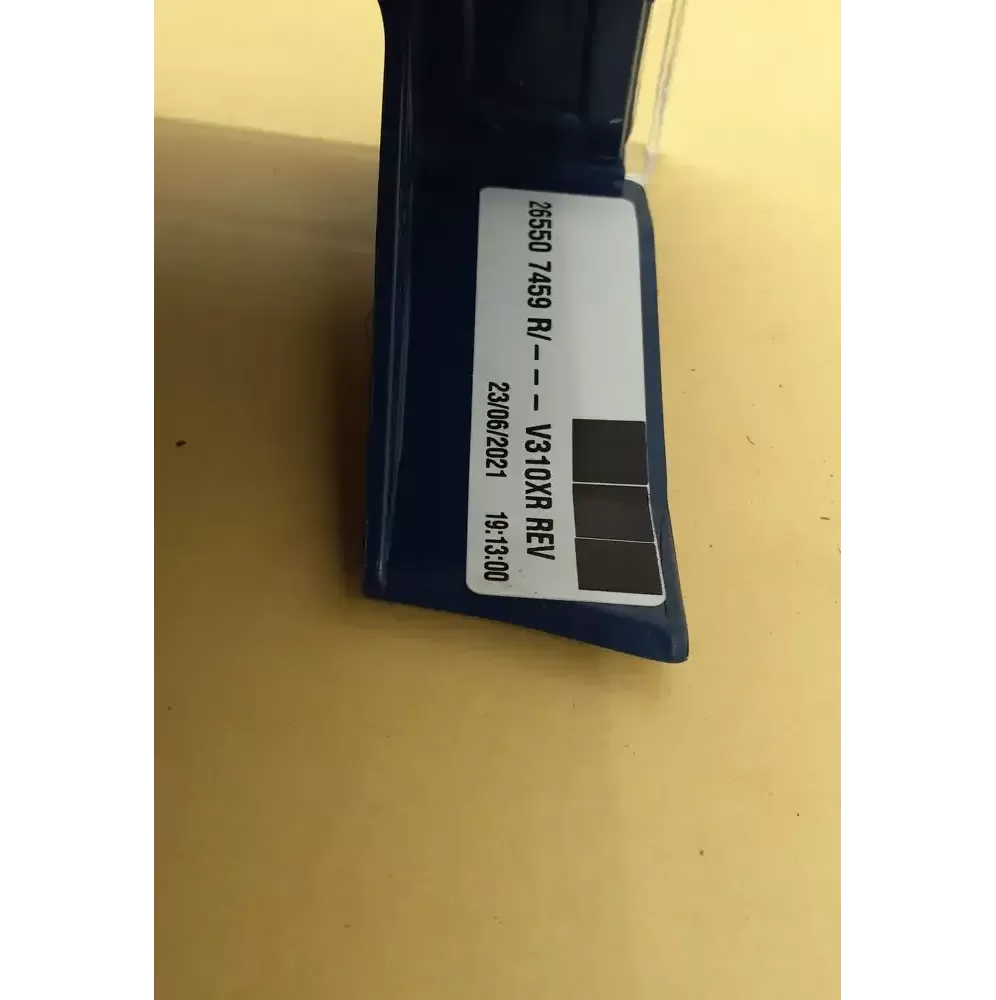 26550 7459 R/– – – V310XR REV
23/06/2021 19:13:00